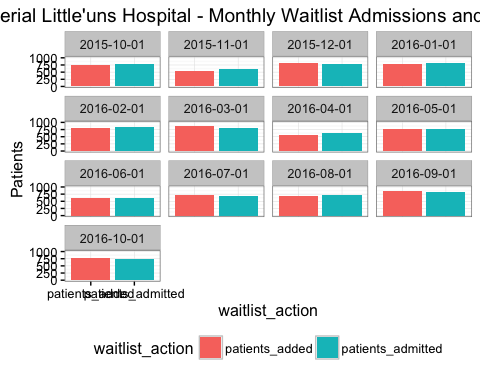 erial Little'uns Hospital - Monthly Waitlist Admissions and
2015-10-01 2015-11-01 2015-12-01 2016-01-01
1000
750
500
250
0
2016-02-01 2016-03-01 2016-04-01 2016-05-01
1000
750
500
250
0
Patients
2016-06-01 2016-07-01 2016-08-01 2016-09-01
1000
750
500
250
0
2016-10-01
1000
750
500
250
0
patients_added patients_admitted
waitlist_action
waitlist_action patients_added patients_admitted